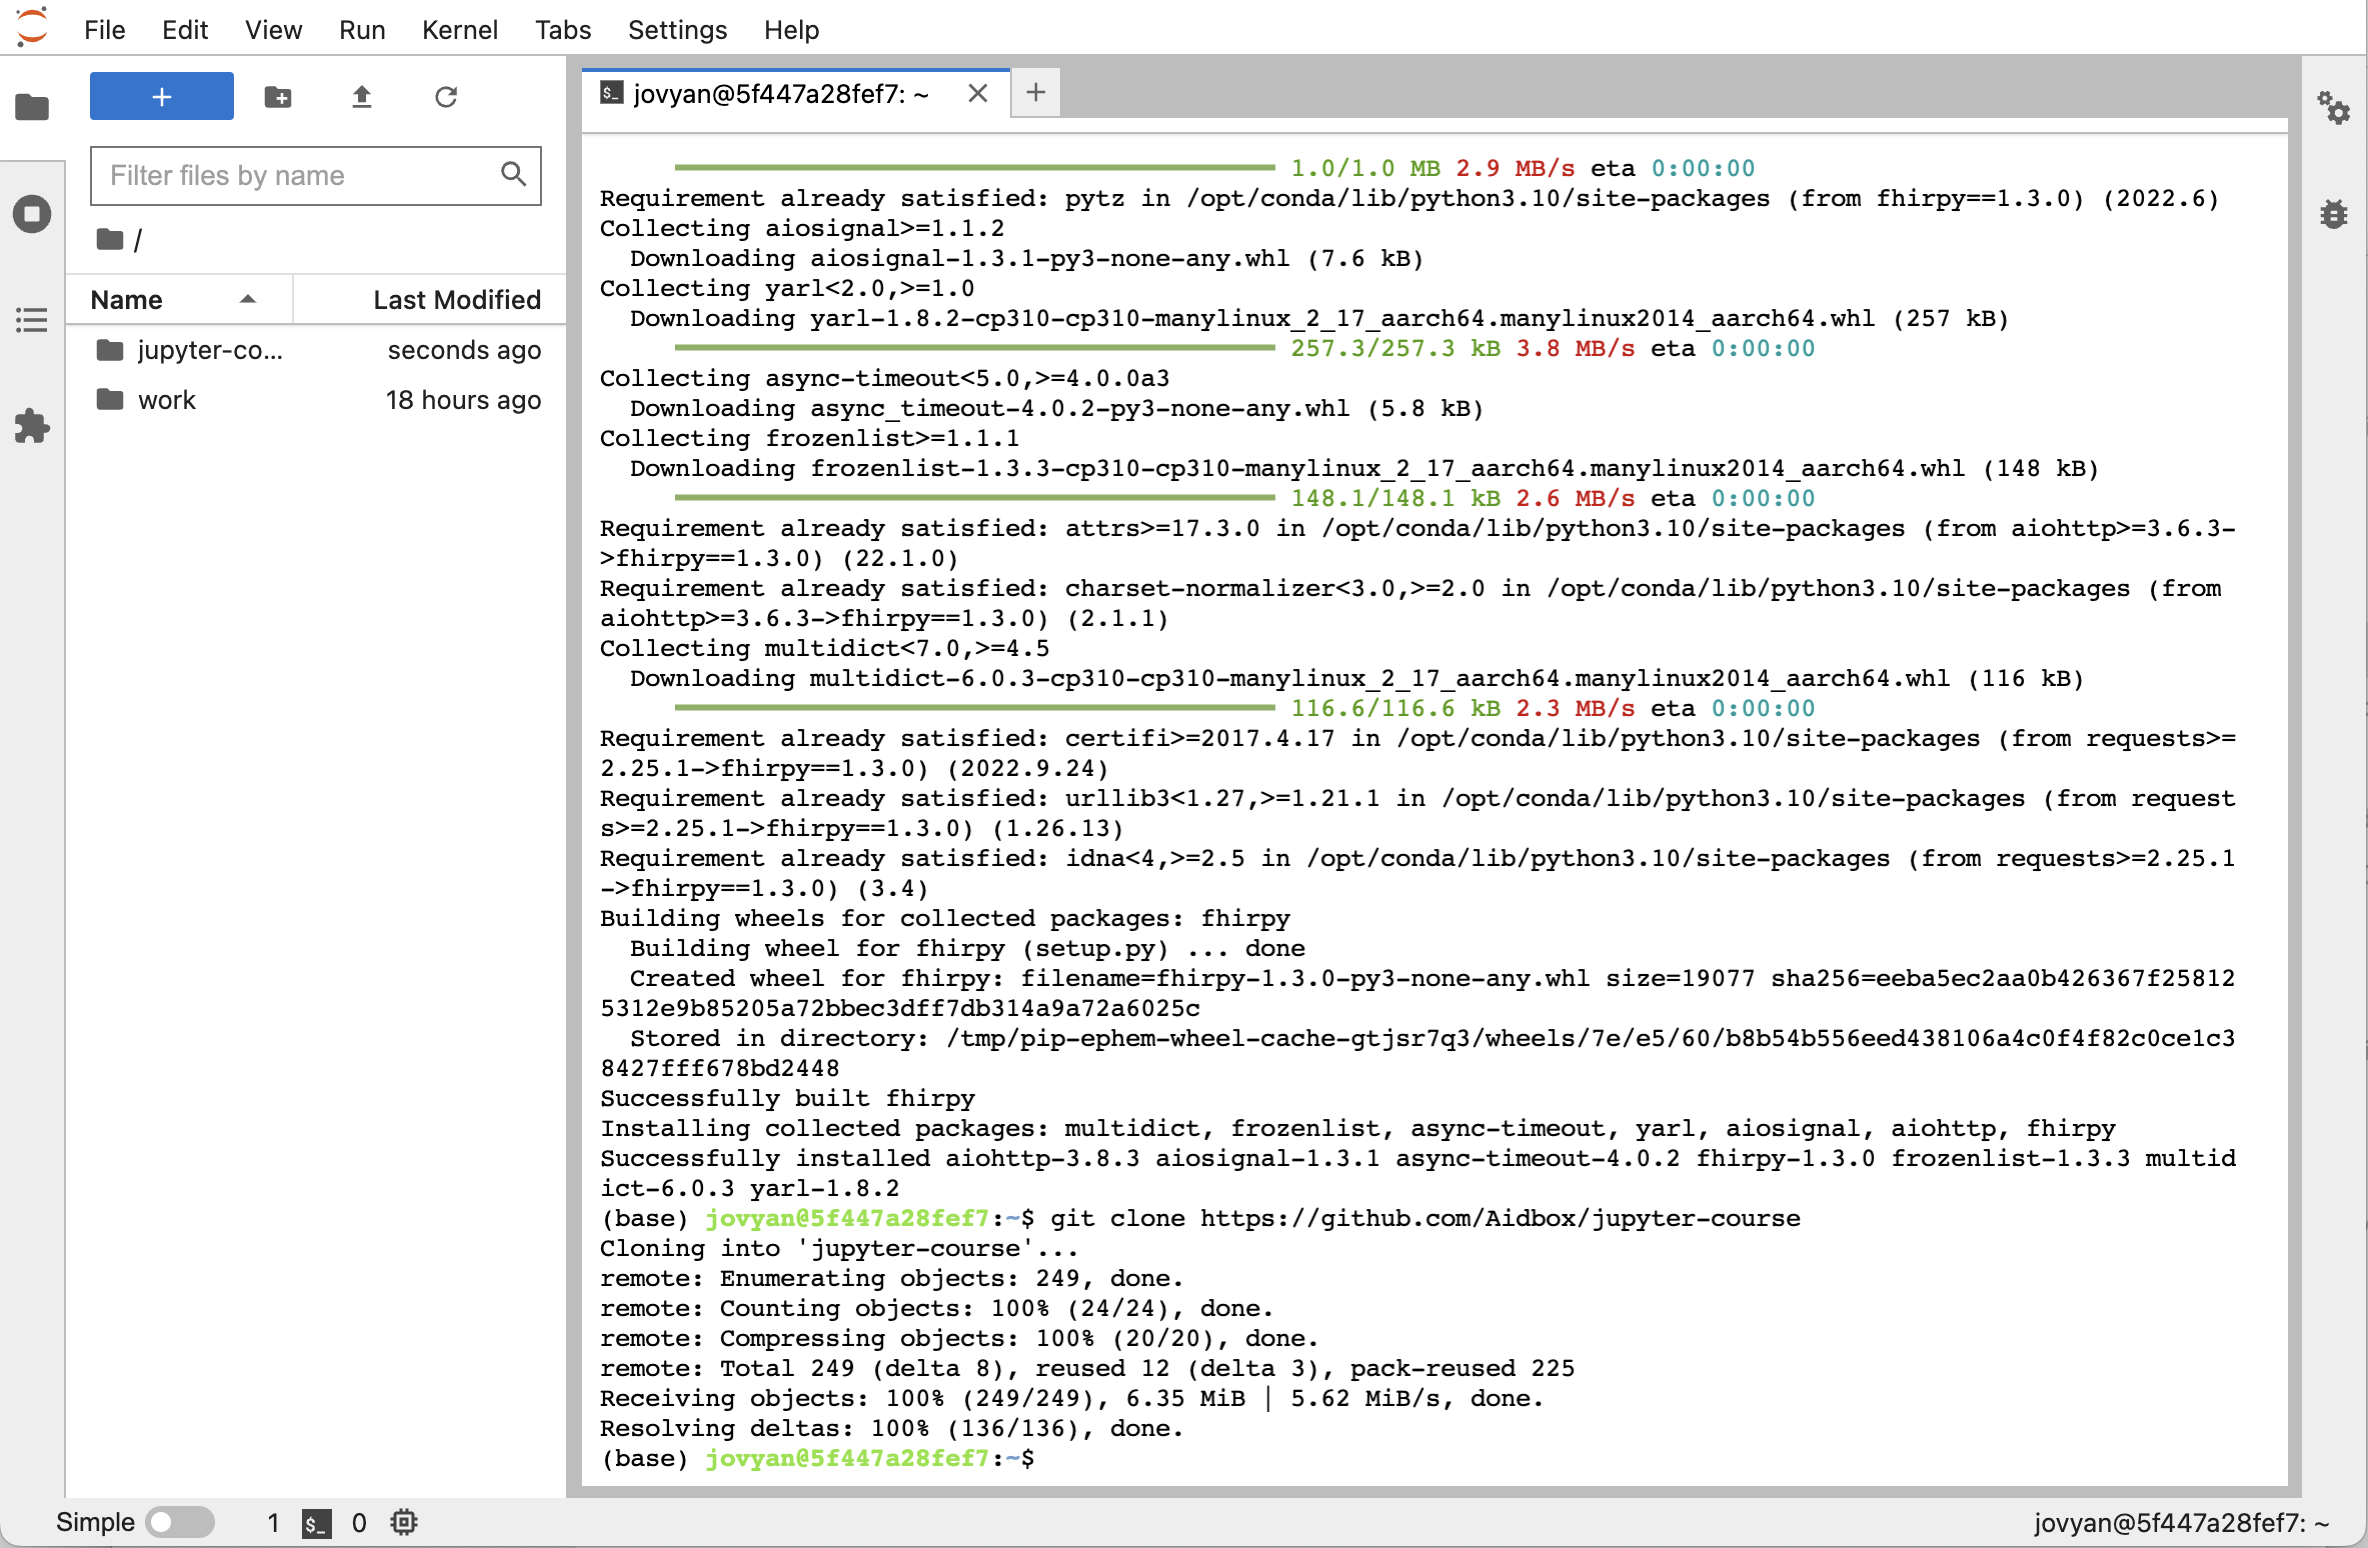 File Edit View Run Kernel Tabs Settings Help
+
Filter files by name
/
Name Last Modified
jupyter-co... seconds ago
work 18 hours ago
$_ jovyan@5f447a28fef7: ~ +
1.0/1.0 MB 2.9 MB/s eta 0:00:00
Requirement already satisfied: pytz in /opt/conda/lib/python3.10/site-packages (from fhirpy==1.3.0) (2022.6)
Collecting aiosignal>=1.1.2
  Downloading aiosignal-1.3.1-py3-none-any.whl (7.6 kB)
Collecting yarl<2.0,>=1.0
  Downloading yarl-1.8.2-cp310-cp310-manylinux_2_17_aarch64.manylinux2014_aarch64.whl (257 kB)
257.3/257.3 kB 3.8 MB/s eta 0:00:00
Collecting async-timeout<5.0,>=4.0.0a3
  Downloading async_timeout-4.0.2-py3-none-any.whl (5.8 kB)
Collecting frozenlist>=1.1.1
  Downloading frozenlist-1.3.3-cp310-cp310-manylinux_2_17_aarch64.manylinux2014_aarch64.whl (148 kB)
148.1/148.1 kB 2.6 MB/s eta 0:00:00
Requirement already satisfied: attrs>=17.3.0 in /opt/conda/lib/python3.10/site-packages (from aiohttp>=3.6.3-
>fhirpy==1.3.0) (22.1.0)
Requirement already satisfied: charset-normalizer<3.0,>=2.0 in /opt/conda/lib/python3.10/site-packages (from
aiohttp>=3.6.3->fhirpy==1.3.0) (2.1.1)
Collecting multidict<7.0,>=4.5
  Downloading multidict-6.0.3-cp310-cp310-manylinux_2_17_aarch64.manylinux2014_aarch64.whl (116 kB)
116.6/116.6 kB 2.3 MB/s eta 0:00:00
Requirement already satisfied: certifi>=2017.4.17 in /opt/conda/lib/python3.10/site-packages (from requests>=
2.25.1->fhirpy==1.3.0) (2022.9.24)
Requirement already satisfied: urllib3<1.27,>=1.21.1 in /opt/conda/lib/python3.10/site-packages (from request
s>=2.25.1->fhirpy==1.3.0) (1.26.13)
Requirement already satisfied: idna<4,>=2.5 in /opt/conda/lib/python3.10/site-packages (from requests>=2.25.1
->fhirpy==1.3.0) (3.4)
Building wheels for collected packages: fhirpy
  Building wheel for fhirpy (setup.py) ... done
  Created wheel for fhirpy: filename=fhirpy-1.3.0-py3-none-any.whl size=19077 sha256=eeba5ec2aa0b426367f25812
5312e9b85205a72bbec3dff7db314a9a72a6025c
  Stored in directory: /tmp/pip-ephem-wheel-cache-gtjsr7q3/wheels/7e/e5/60/b8b54b556eed438106a4c0f4f82c0ce1c3
8427fff678bd2448
Successfully built fhirpy
Installing collected packages: multidict, frozenlist, async-timeout, yarl, aiosignal, aiohttp, fhirpy
Successfully installed aiohttp-3.8.3 aiosignal-1.3.1 async-timeout-4.0.2 fhirpy-1.3.0 frozenlist-1.3.3 multid
ict-6.0.3 yarl-1.8.2
(base) jovyan@5f447a28fef7:~$ git clone https://github.com/Aidbox/jupyter-course
Cloning into 'jupyter-course'...
remote: Enumerating objects: 249, done.
remote: Counting objects: 100% (24/24), done.
remote: Compressing objects: 100% (20/20), done.
remote: Total 249 (delta 8), reused 12 (delta 3), pack-reused 225
Receiving objects: 100% (249/249), 6.35 MiB | 5.62 MiB/s, done.
Resolving deltas: 100% (136/136), done.
(base) jovyan@5f447a28fef7:~$
Simple 1 $_ 0 jovyan@5f447a28fef7: ~